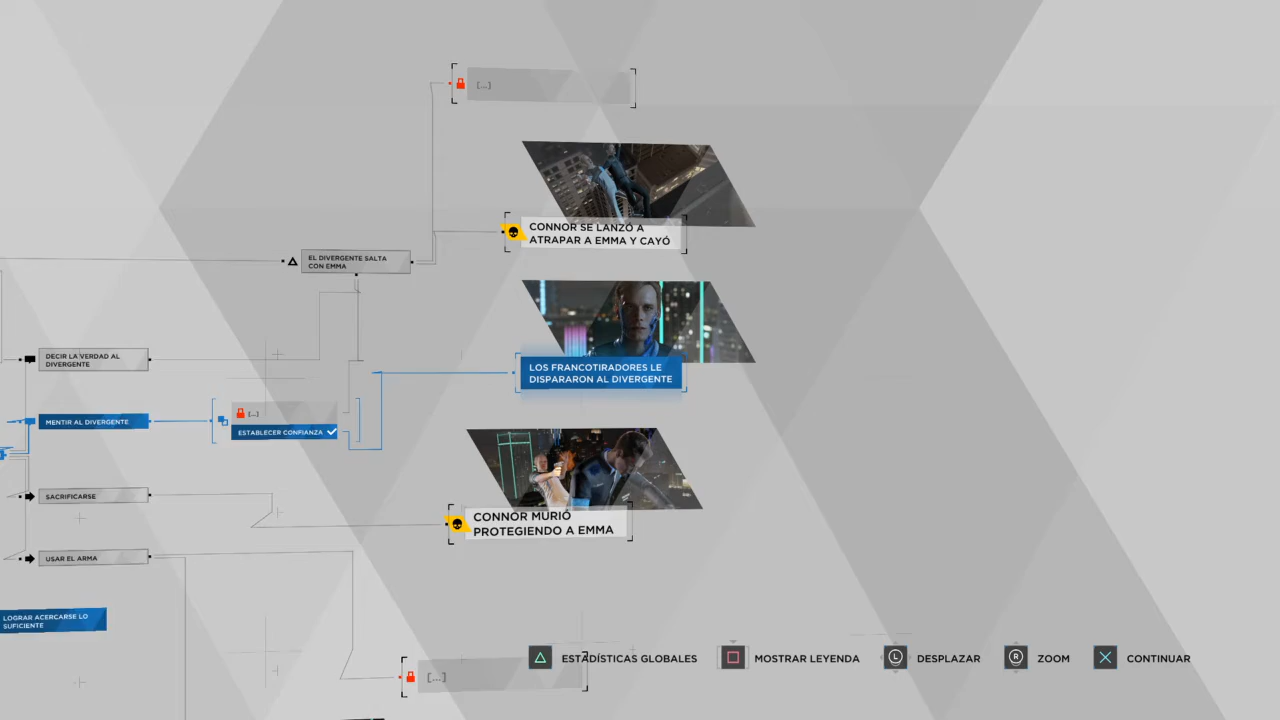 [...]
CONNOR SE LANZÓ A
ATRAPAR A EMMA Y CAYÓ
EL DIVERGENTE SALTA
CON EMMA
DECIR LA VERDAD AL
DIVERGENTE
LOS FRANCOTIRADORES LE
DISPARARON AL DIVERGENTE
[...]
MENTIR AL DIVERGENTE
ESTABLECER CONFIANZA
SACRIFICARSE
CONNOR MURIÓ
PROTEGIENDO A EMMA
USAR EL ARMA
LOGRAR ACERCARSE LO
SUFICIENTE
[...]
ESTADÍSTICAS GLOBALES
MOSTRAR LEYENDA
L DESPLAZAR
R ZOOM
CONTINUAR